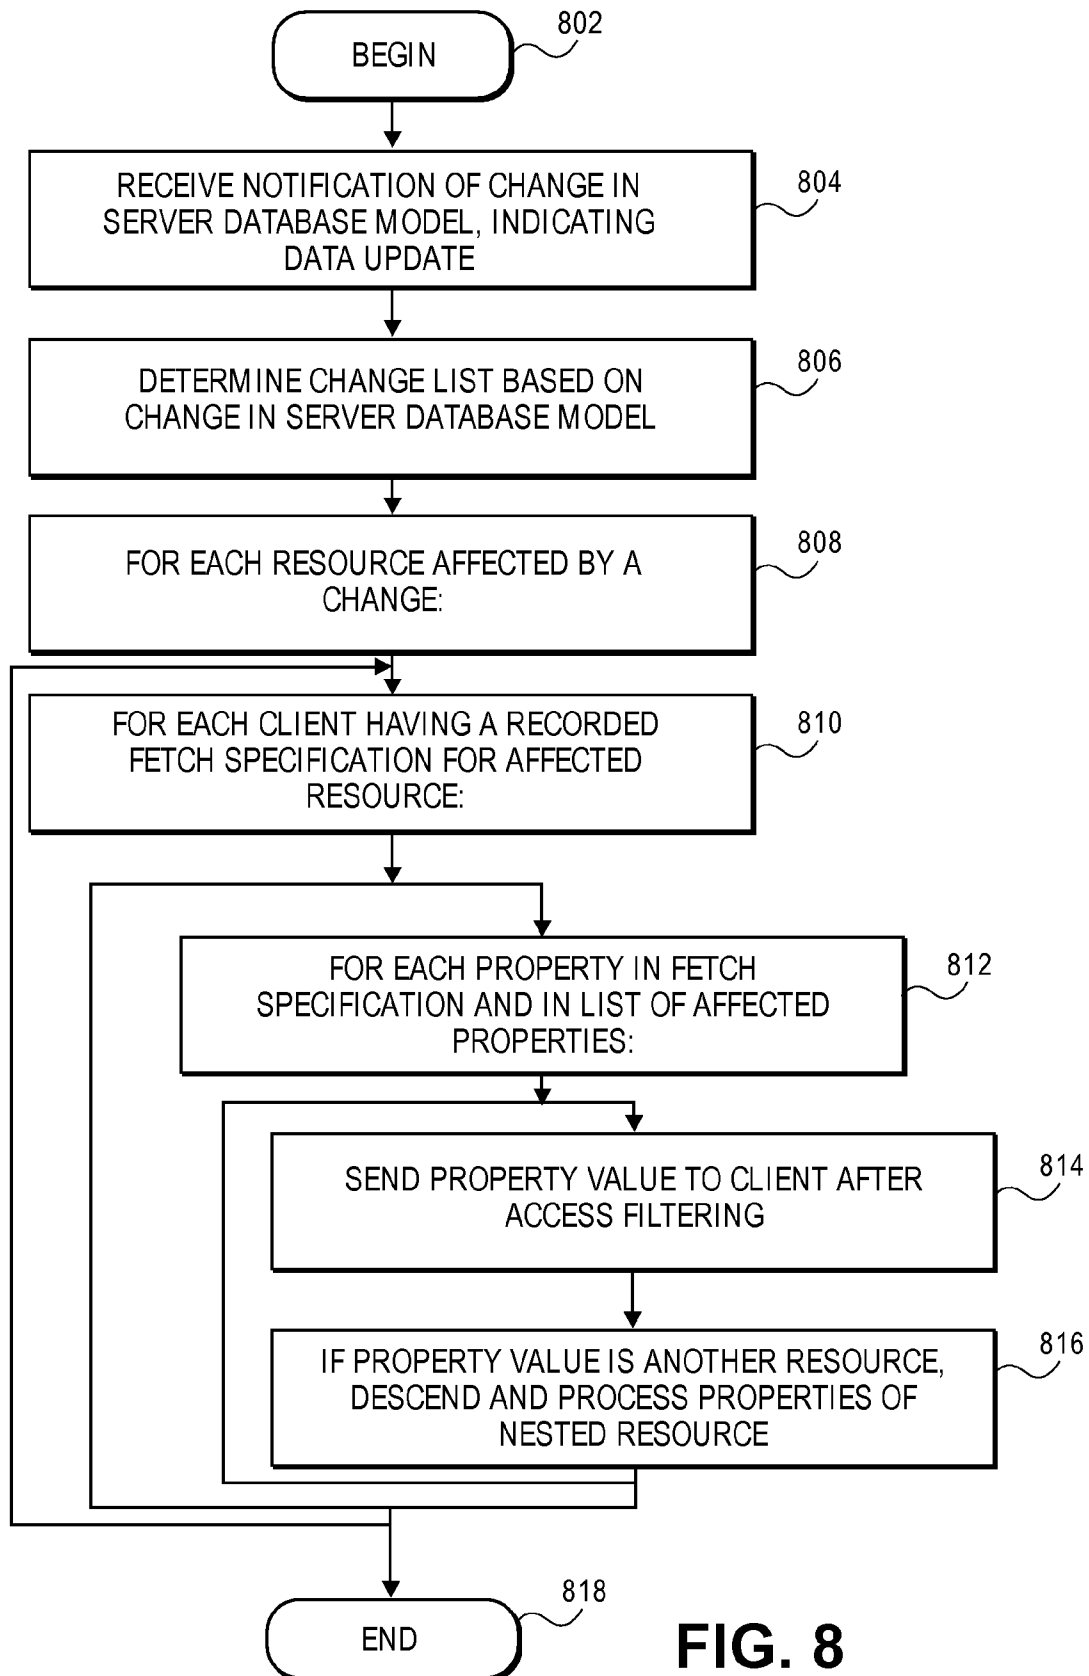 BEGIN
802
RECEIVE NOTIFICATION OF CHANGE IN
SERVER DATABASE MODEL, INDICATING
DATA UPDATE
804
DETERMINE CHANGE LIST BASED ON
CHANGE IN SERVER DATABASE MODEL
806
FOR EACH RESOURCE AFFECTED BY A
CHANGE:
808
FOR EACH CLIENT HAVING A RECORDED
FETCH SPECIFICATION FOR AFFECTED
RESOURCE:
810
FOR EACH PROPERTY IN FETCH
SPECIFICATION AND IN LIST OF AFFECTED
PROPERTIES:
812
SEND PROPERTY VALUE TO CLIENT AFTER
ACCESS FILTERING
814
IF PROPERTY VALUE IS ANOTHER RESOURCE,
DESCEND AND PROCESS PROPERTIES OF
NESTED RESOURCE
816
END
818
FIG. 8